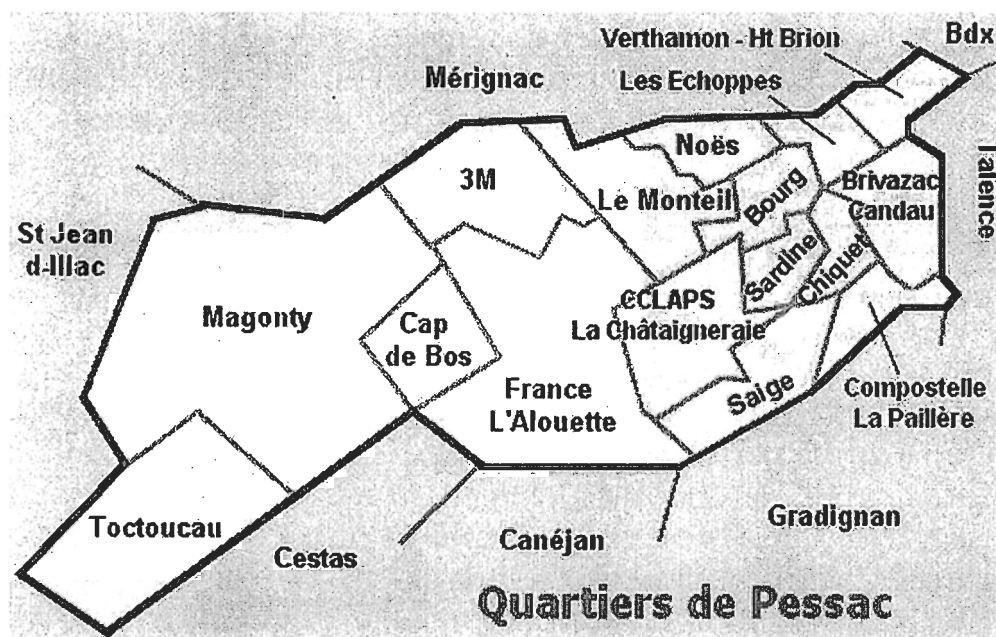 Verthamon - Ht Brion
Bdx
Les Echoppes
Mérignac
Talence
Noës
3M
Le Monteil
Bourg
Brivazac
Candau
St Jean
d-Illac
Sardine
Chiquet
Magonty
Cap
de Bos
CCLAPS
La Châtaigneraie
France
L'Alouette
Saige
Compostelle
La Paillère
Toctoucau
Cestas
Canéjan
Gradignan
Quartiers de Pessac